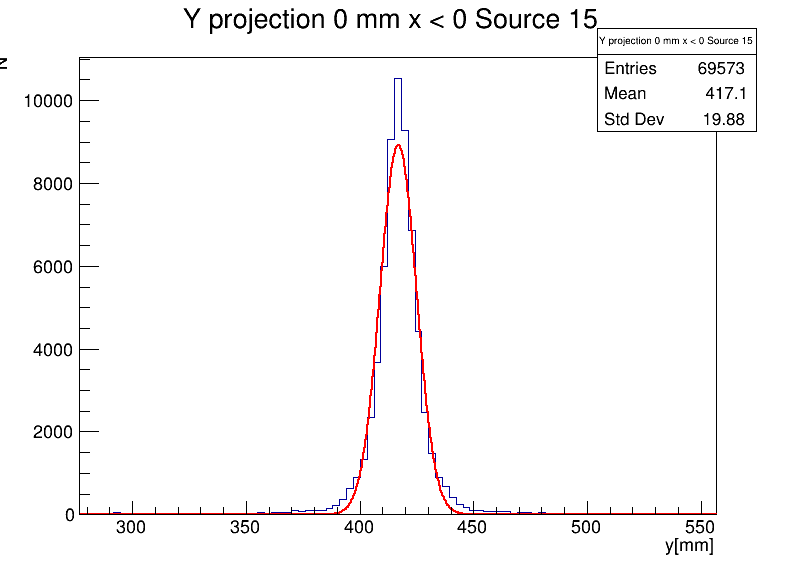 Y projection 0 mm x < 0 Source 15
Y projection 0 mm x < 0 Source 15
Entries 69573
Mean 417.1
Std Dev 19.88
N
10000
8000
6000
4000
2000
0
300 350 400 450 500 550
y[mm]